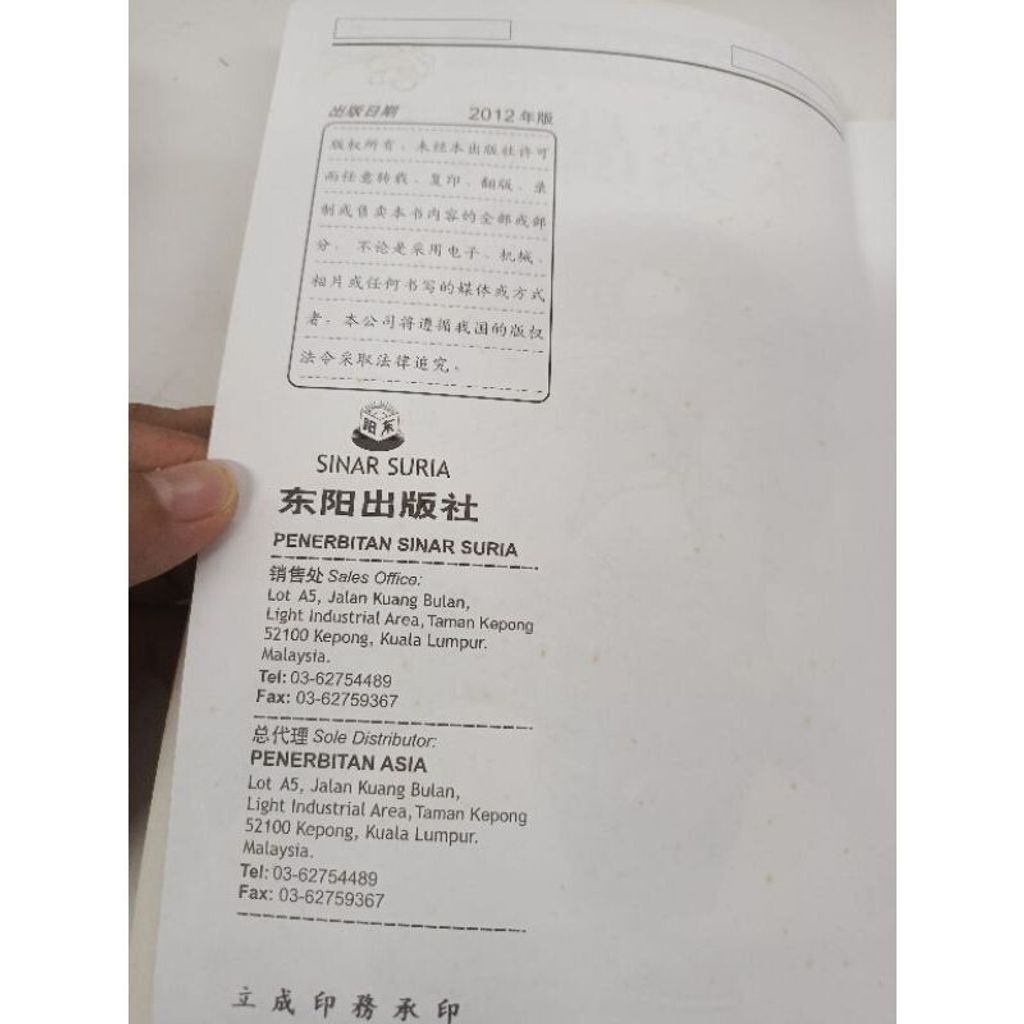 出版日期 2012年版
版权所有，未经本出版社许可
而任意转载、复印、翻版、录
制或售卖本书内容的全部或部
分，不论是采用电子、机械、
相片或任何书写的媒体或方式
者，本公司将遵循我国的版权
法令采取法律追究。
阳东
SINAR SURIA
东阳出版社
PENERBITAN SINAR SURIA
销售处 Sales Office:
Lot A5, Jalan Kuang Bulan,
Light Industrial Area, Taman Kepong
52100 Kepong, Kuala Lumpur.
Malaysia.
Tel: 03-62754489
Fax: 03-62759367
总代理 Sole Distributor:
PENERBITAN ASIA
Lot A5, Jalan Kuang Bulan,
Light Industrial Area, Taman Kepong
52100 Kepong, Kuala Lumpur.
Malaysia.
Tel: 03-62754489
Fax: 03-62759367
立成印務承印